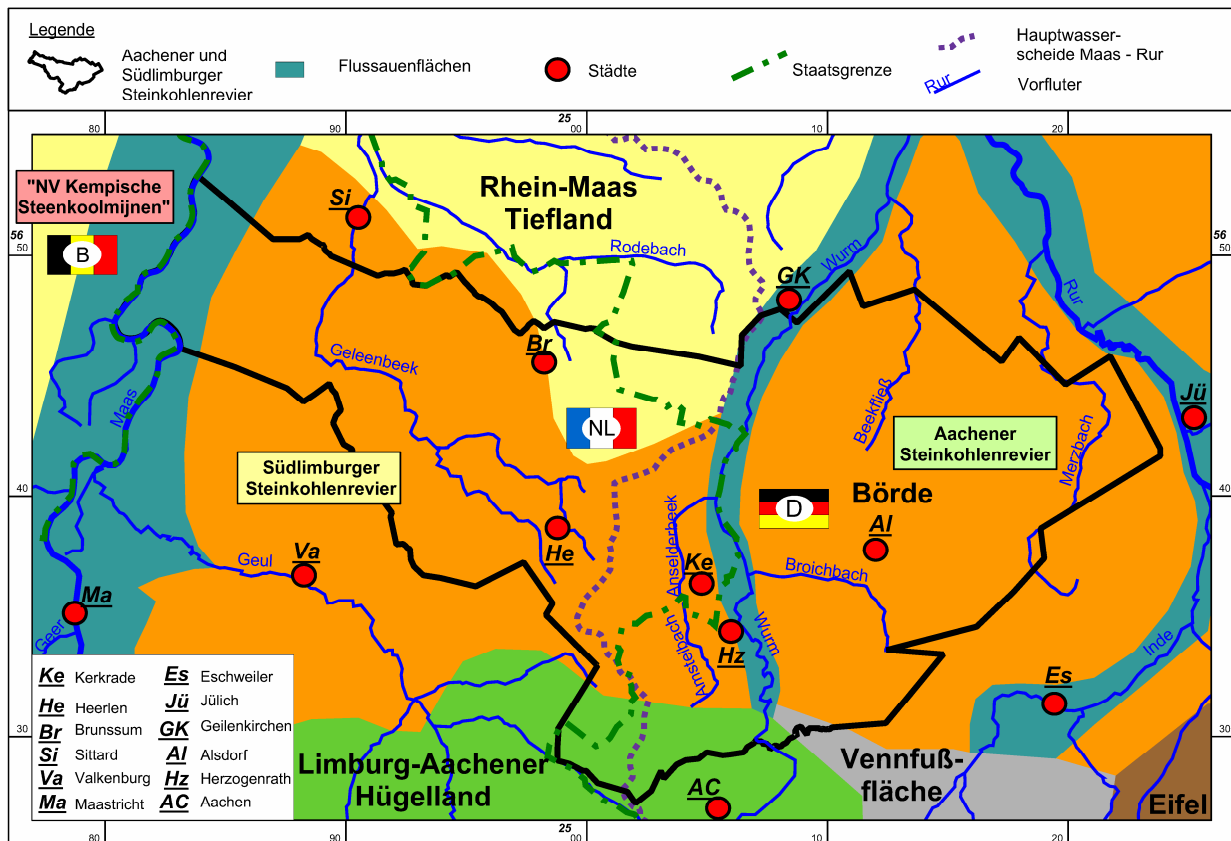 Legende
Aachener und
Südlimburger
Steinkohlenrevier
Flussauenflächen
Städte
Staatsgrenze
Hauptwasser-
scheide Maas - Rur
Rur
Vorfluter
80
90
25
00
10
20
"NV Kempische
Steenkoolmijnen"
Si
Rhein-Maas
Tiefland
56
50
B
Rodebach
GK
Wurm
56
50
Rur
Br
Geleenbeek
Maas
NL
Beekfließ
Merzbach
Jü
Südlimburger
Steinkohlenrevier
Aachener
Steinkohlenrevier
40
D
Börde
40
He
Al
Anselderbeek
Geul
Va
Ke
Broichbach
Ma
Geer
Wurm
Hz
Amstelbach
Inde
Es
Ke Kerkrade
Es Eschweiler
He Heerlen
Jü Jülich
Br Brunssum
GK Geilenkirchen
Si Sittard
Al Alsdorf
Va Valkenburg
Hz Herzogenrath
Ma Maastricht
AC Aachen
30
30
Limburg-Aachener
Hügelland
AC
Vennfuß-
fläche
Eifel
80
90
25
00
10
20